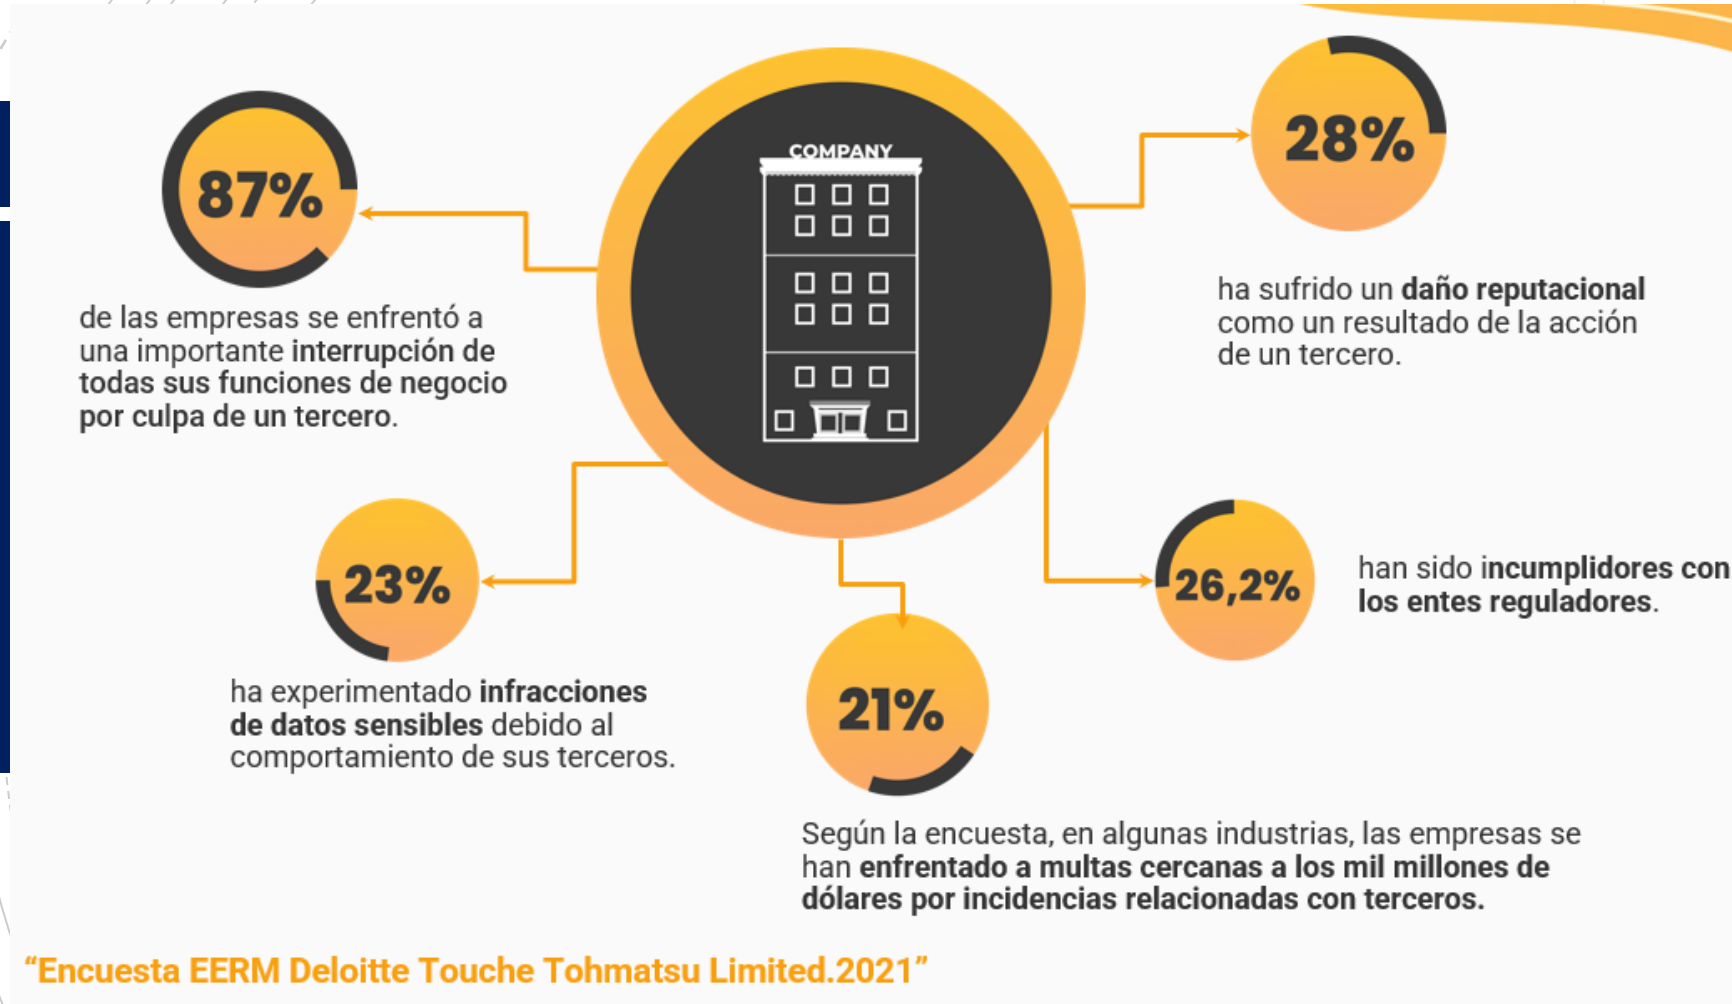 COMPANY
87%
de las empresas se enfrentó a
una importante interrupción de
todas sus funciones de negocio
por culpa de un tercero.
28%
ha sufrido un daño reputacional
como un resultado de la acción
de un tercero.
23%
ha experimentado infracciones
de datos sensibles debido al
comportamiento de sus terceros.
26,2%
han sido incumplidores con
los entes reguladores.
21%
Según la encuesta, en algunas industrias, las empresas se
han enfrentado a multas cercanas a los mil millones de
dólares por incidencias relacionadas con terceros.
“Encuesta EERM Deloitte Touche Tohmatsu Limited.2021”